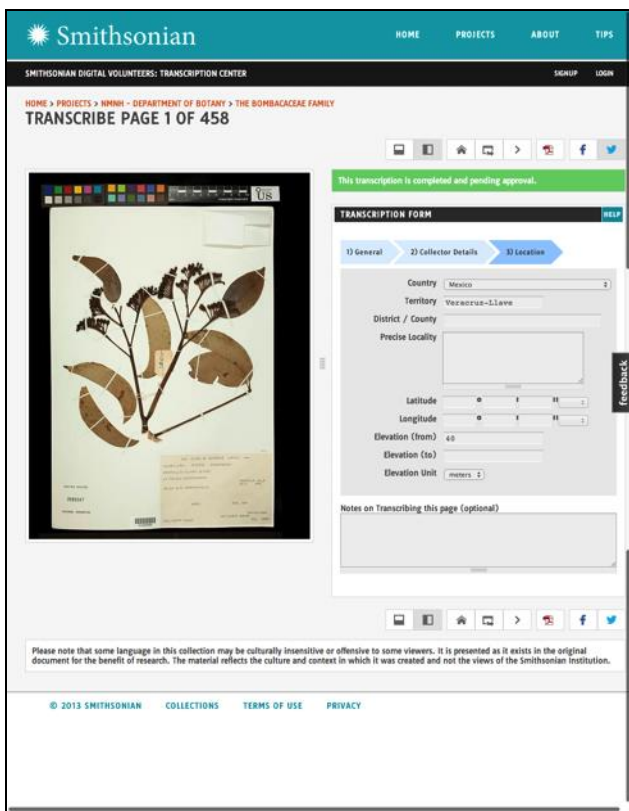 Smithsonian
HOME PROJECTS ABOUT TIPS
SMITHSONIAN DIGITAL VOLUNTEERS: TRANSCRIPTION CENTER SIGNUP LOGIN
HOME > PROJECTS > NMNH - DEPARTMENT OF BOTANY > THE BOMBACACEAE FAMILY
TRANSCRIBE PAGE 1 OF 458
US
This transcription is completed and pending approval.
TRANSCRIPTION FORM HELP
1) General 2) Collector Details 3) Location
Country Mexico
Territory Veracruz-Llave
District / County
Precise Locality
feedback
Latitude ° ' "
Longitude ° ' "
Elevation (from) 60
Elevation (to)
Elevation Unit meters
Notes on Transcribing this page (optional)
Please note that some language in this collection may be culturally insensitive or offensive to some viewers. It is presented as it exists in the original
document for the benefit of research. The material reflects the culture and context in which it was created and not the views of the Smithsonian Institution.
© 2013 SMITHSONIAN COLLECTIONS TERMS OF USE PRIVACY